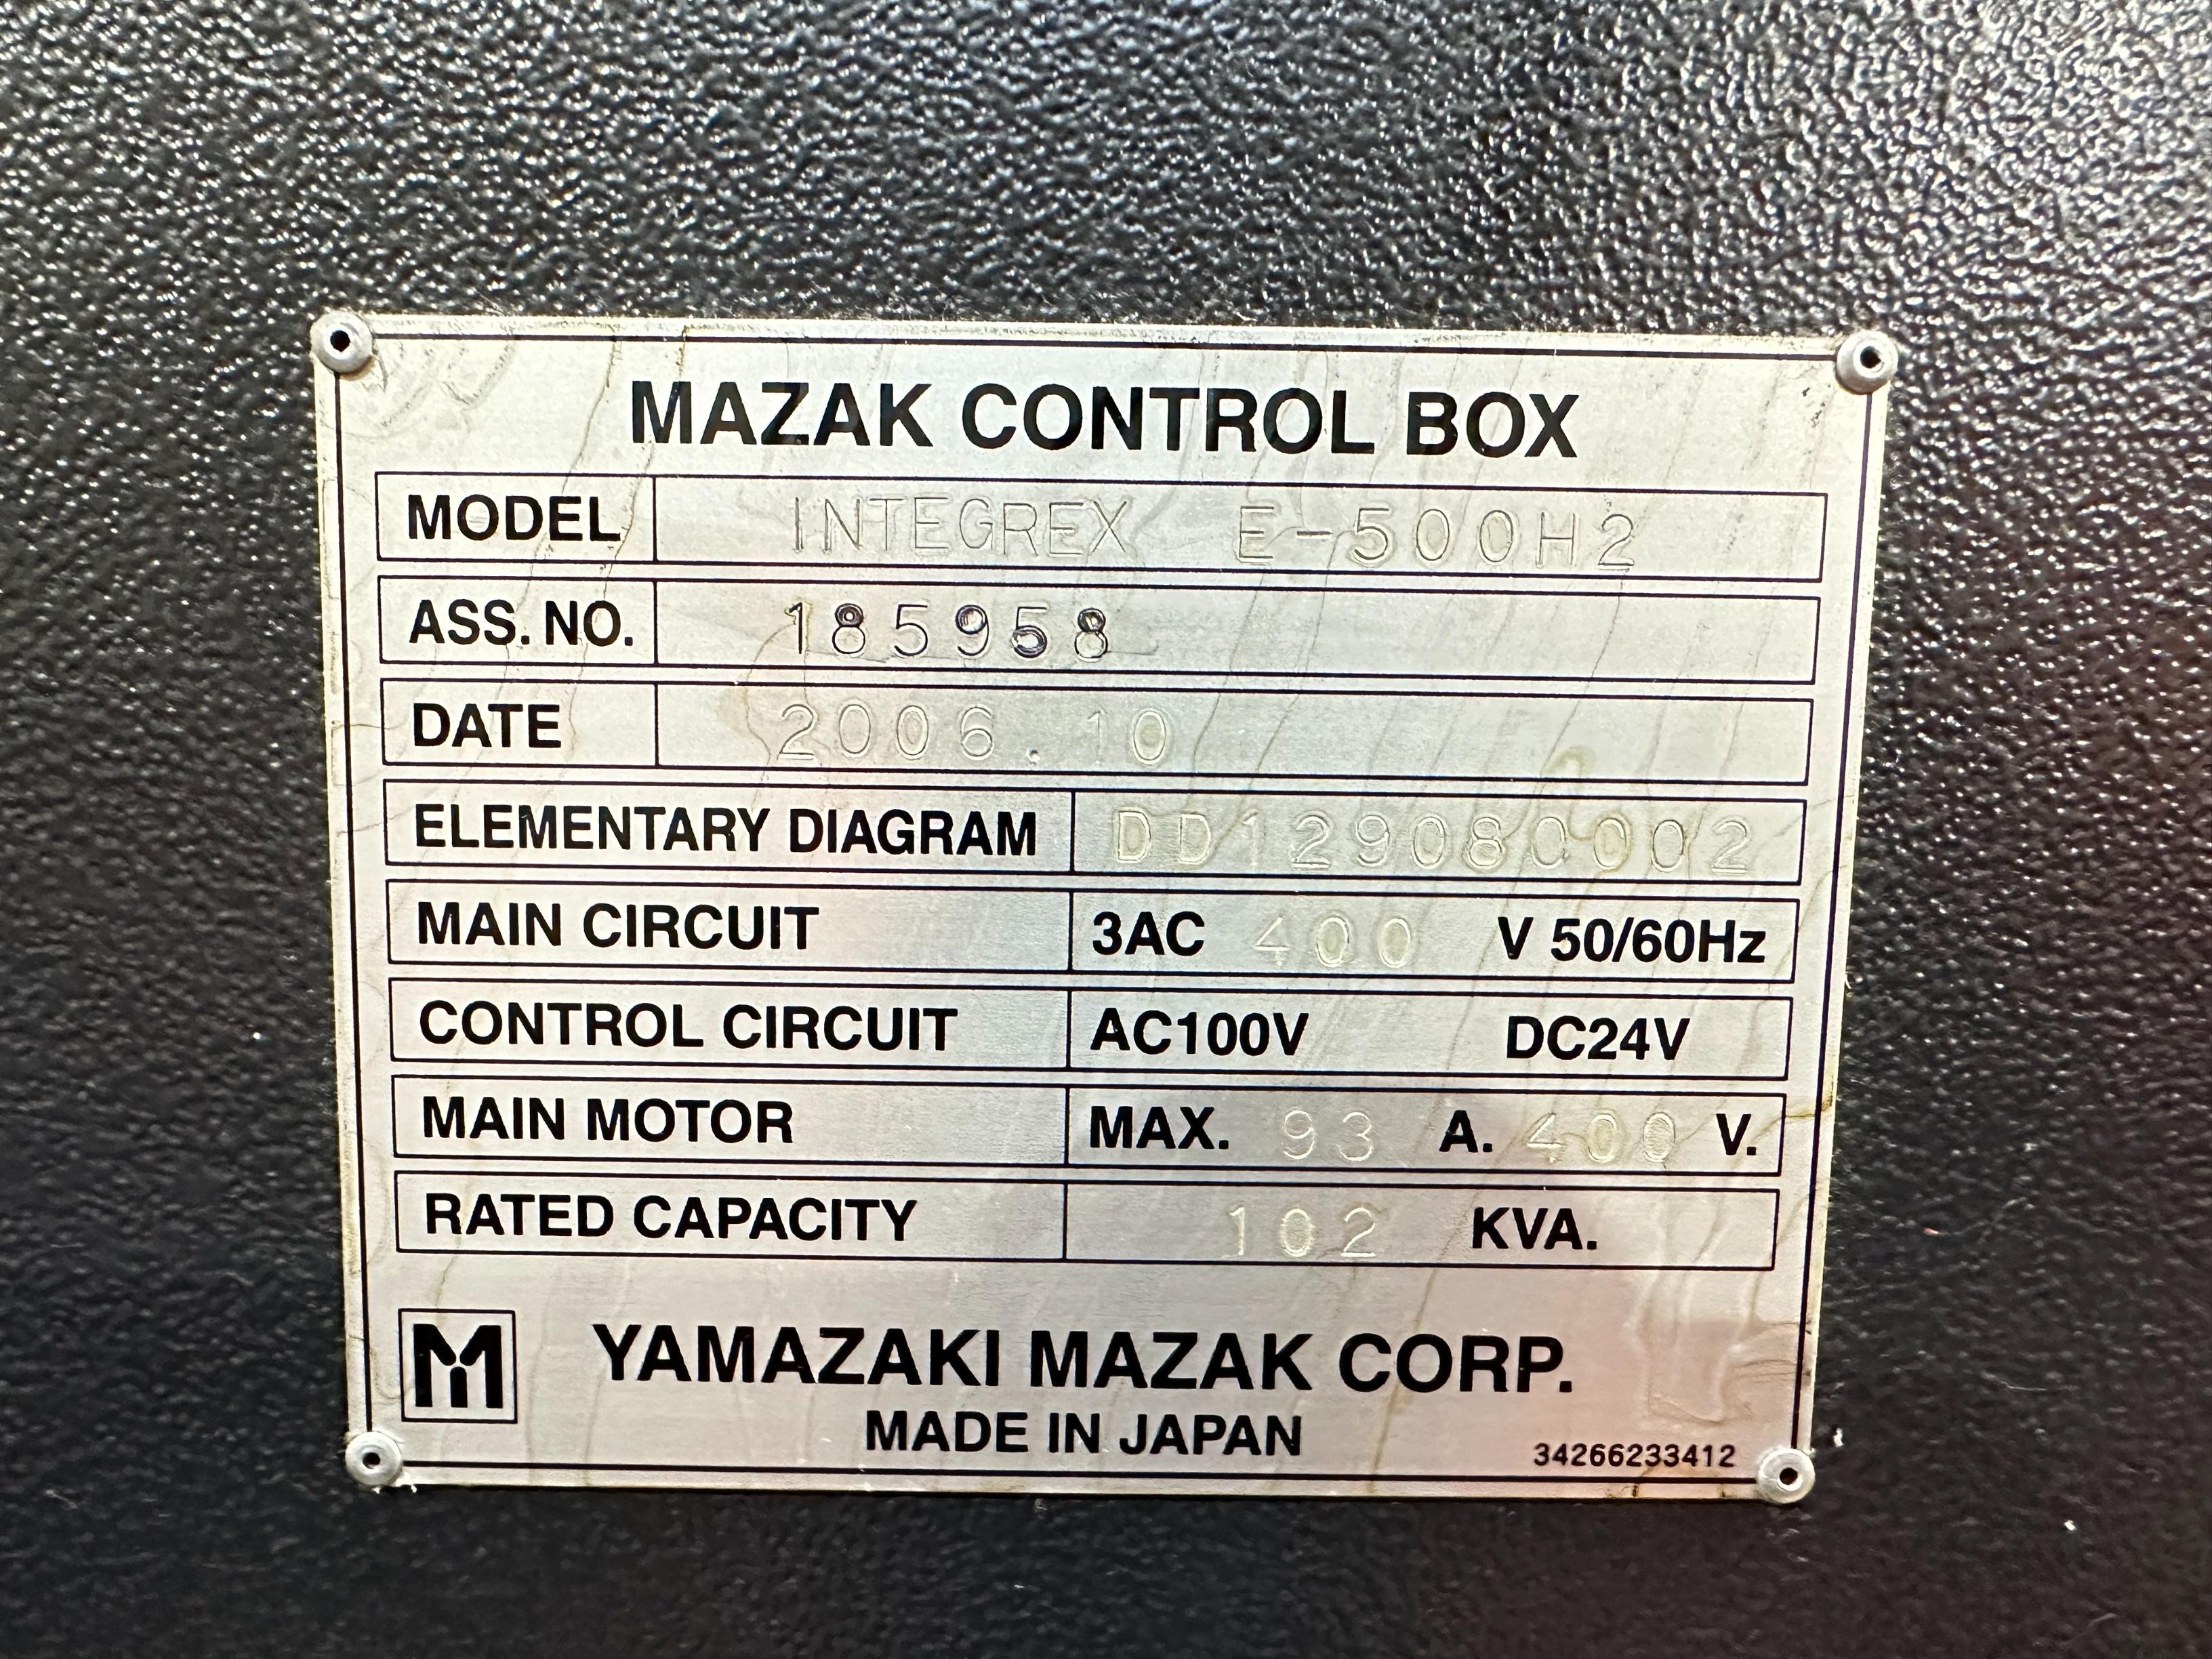 MAZAK CONTROL BOX
MODEL INTEGREX E-500H2
ASS. NO. 185958
DATE 2006.10
ELEMENTARY DIAGRAM DD129080002
MAIN CIRCUIT 3AC 400 V 50/60Hz
CONTROL CIRCUIT AC100V DC24V
MAIN MOTOR MAX. 93 A. 400 V.
RATED CAPACITY 102 KVA.
M YAMAZAKI MAZAK CORP.
MADE IN JAPAN
34266233412